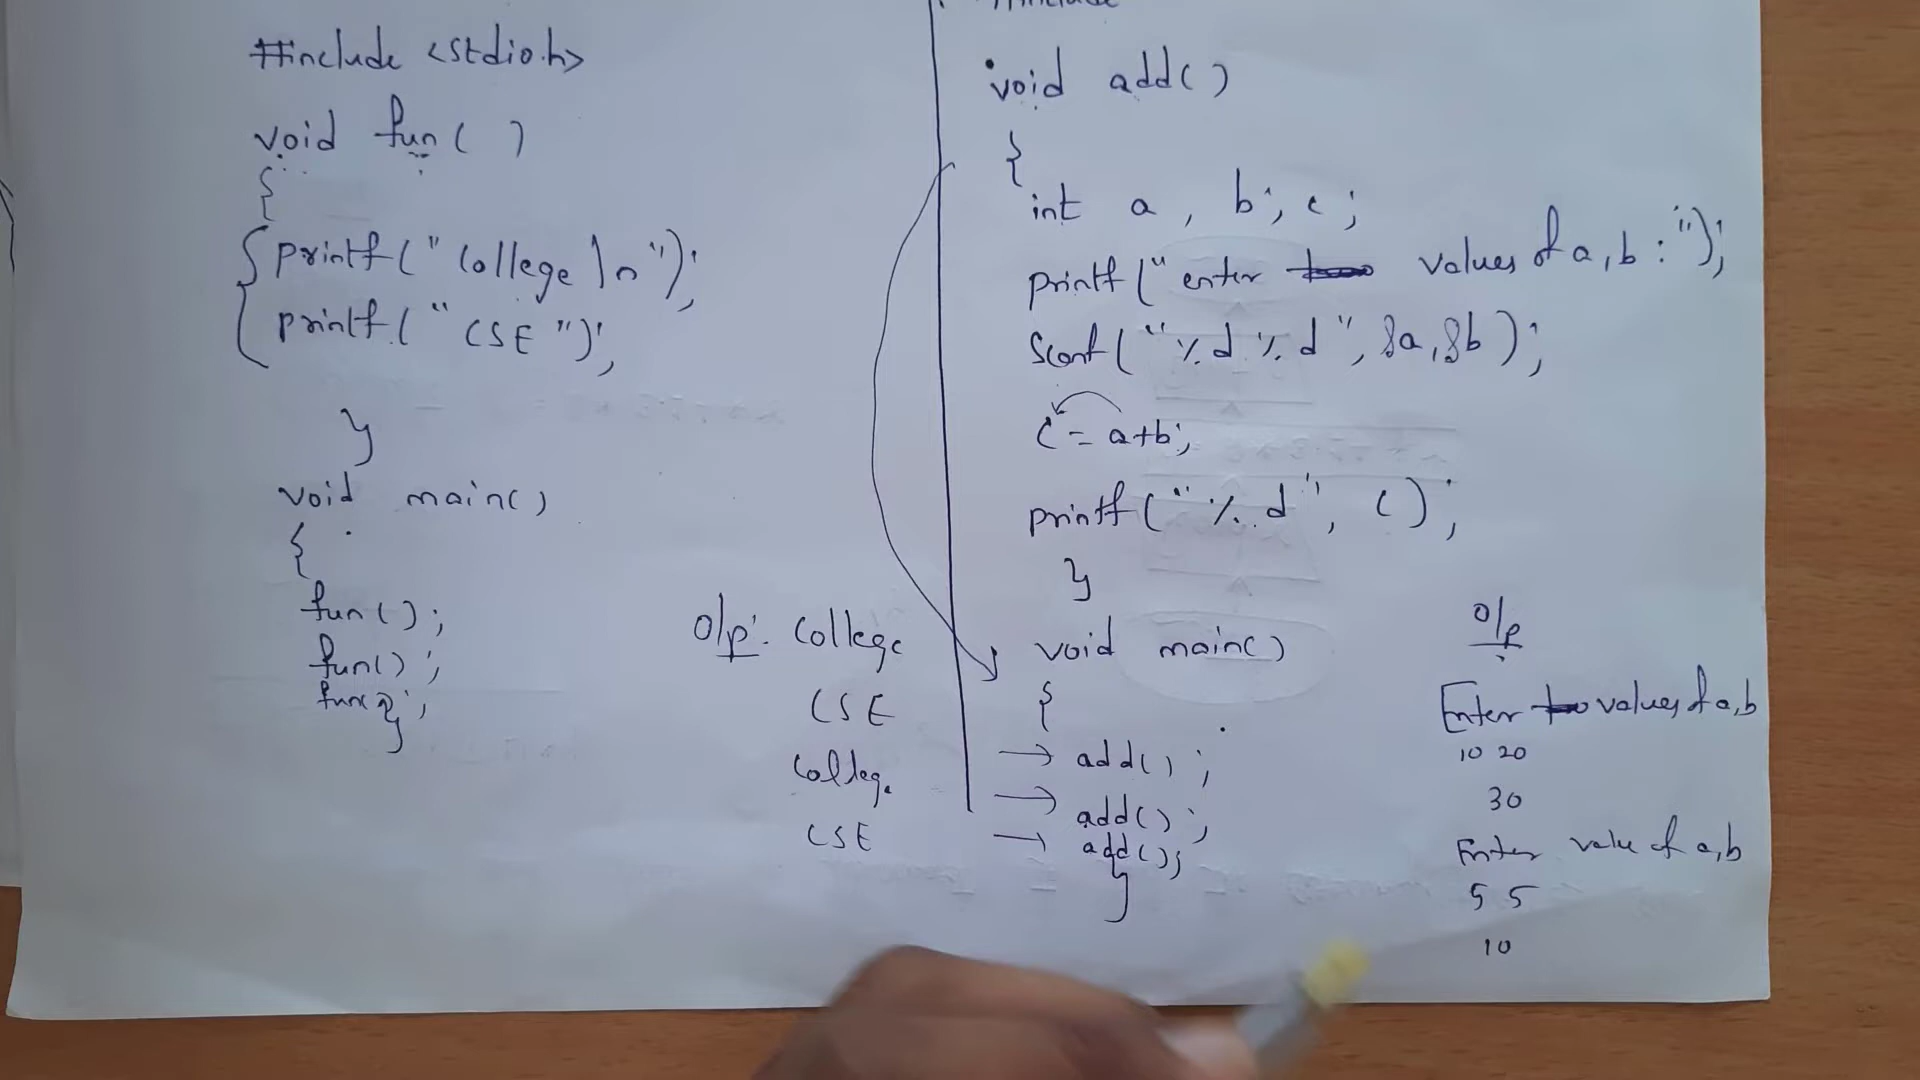 #include <stdio.h>
void fun( )
{
printf("College \n");
printf("CSE");
}
void main()
{
fun();
fun();
fun();
}
o/p: College
CSE
College
CSE
#include
void add()
{
int a, b, c;
printf("enter values of a, b :");
Scanf("%d %d", &a, &b);
c = a+b;
printf("%d", c);
}
void main()
{
→ add();
→ add();
→ add();
}
o/p
Enter values of a, b
10 20
30
Enter value of a, b
5 5
10